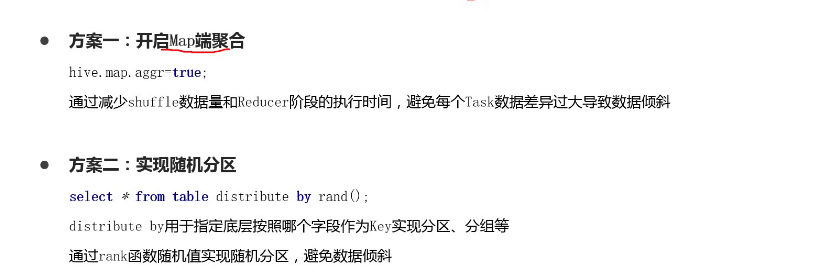 方案一：开启Map端聚合
hive.map.aggr=true;
通过减少shuffle数据量和Reducer阶段的执行时间，避免每个Task数据差异过大导致数据倾斜
方案二：实现随机分区
select * from table distribute by rand();
distribute by用于指定底层按照哪个字段作为Key实现分区、分组等
通过rank函数随机值实现随机分区，避免数据倾斜